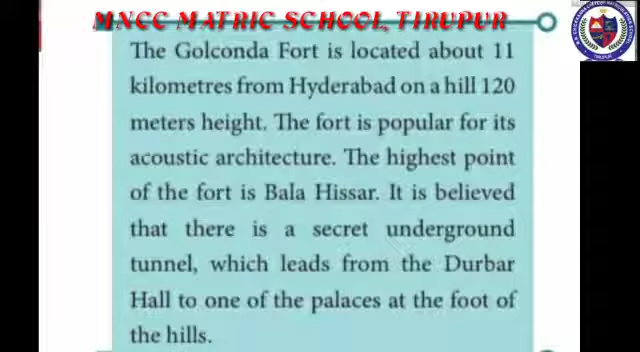 MNCC MATRIC SCHOOL, TIRUPUR
The Golconda Fort is located about 11
kilometres from Hyderabad on a hill 120
meters height. The fort is popular for its
acoustic architecture. The highest point
of the fort is Bala Hissar. It is believed
that there is a secret underground
tunnel, which leads from the Durbar
Hall to one of the palaces at the foot of
the hills.
TIRUPUR